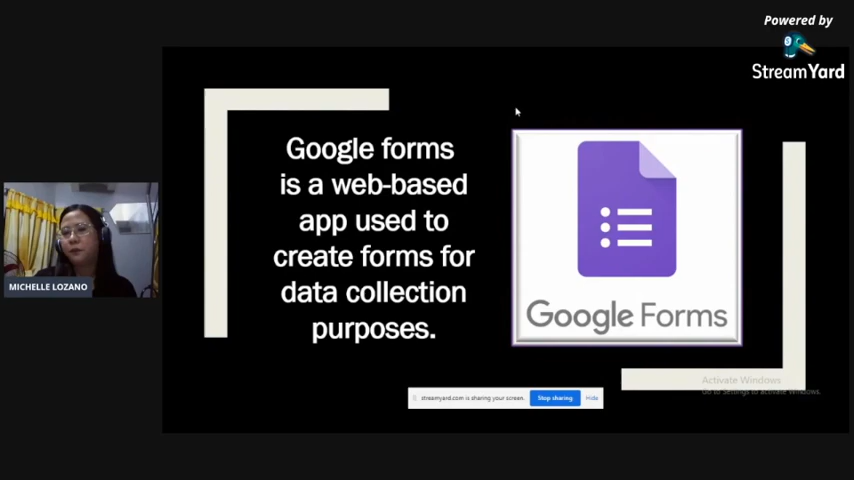 Powered by
StreamYard
Google forms
is a web-based
app used to
create forms for
data collection
purposes.
Google Forms
MICHELLE LOZANO
Activate Windows
Go to Settings to activate Windows.
streamyard.com is sharing your screen.
Stop sharing
Hide